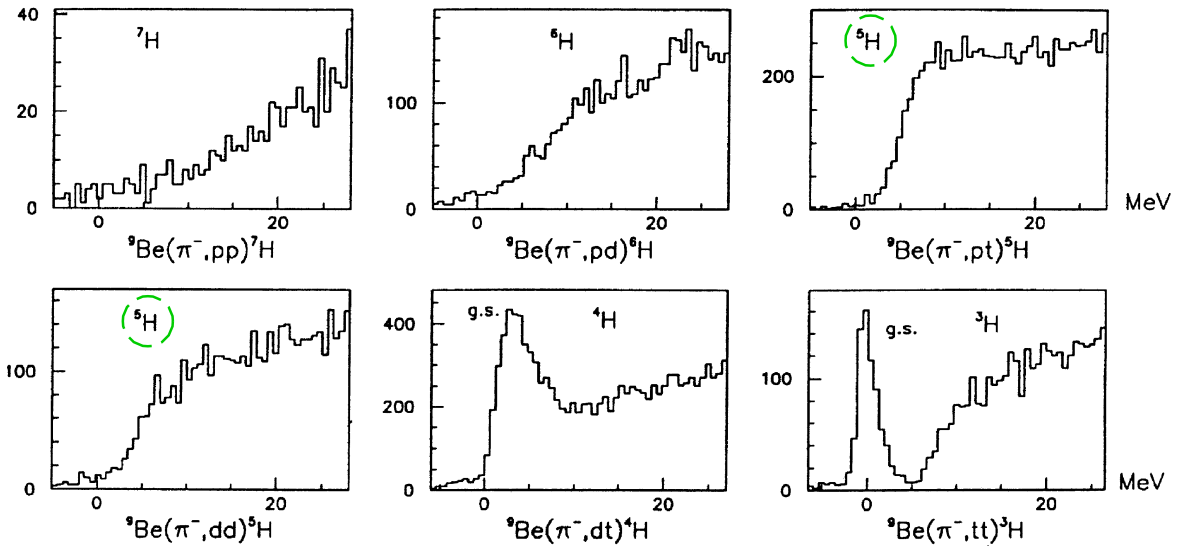 40
20
0
⁷H
0
20
⁹Be(π⁻,pp)⁷H
100
0
⁶H
0
20
⁹Be(π⁻,pd)⁶H
200
0
⁵H
0
20
MeV
⁹Be(π⁻,pt)⁵H
100
0
⁵H
0
20
⁹Be(π⁻,dd)⁵H
400
200
0
g.s.
⁴H
0
20
⁹Be(π⁻,dt)⁴H
100
0
g.s.
³H
0
20
MeV
⁹Be(π⁻,tt)³H